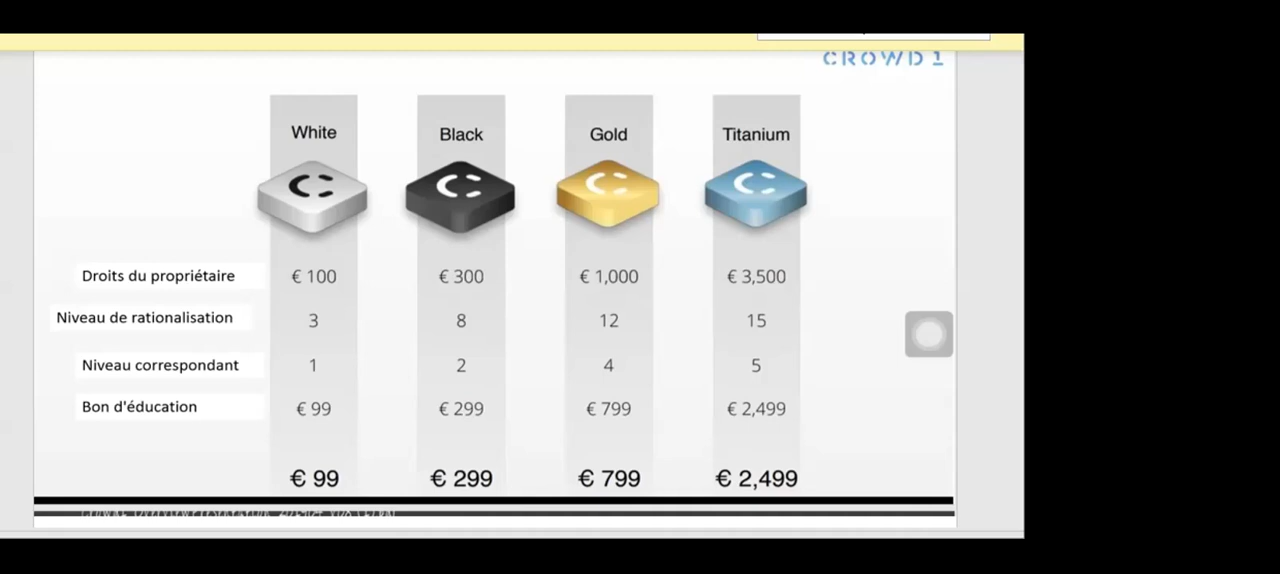 CROWD1
White Black Gold Titanium
Droits du propriétaire € 100 € 300 € 1,000 € 3,500
Niveau de rationalisation 3 8 12 15
Niveau correspondant 1 2 4 5
Bon d'éducation € 99 € 299 € 799 € 2,499
€ 99 € 299 € 799 € 2,499